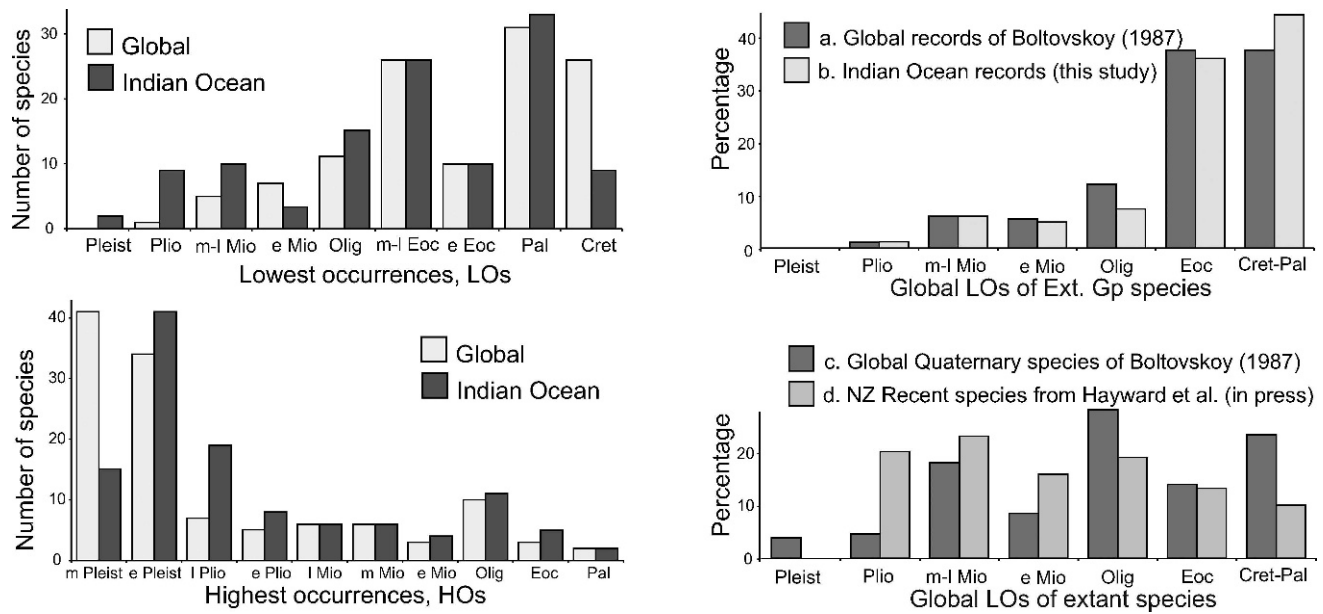 Number of species
30
20
10
0
Global
Indian Ocean
Pleist Plio m-l Mio e Mio Olig m-l Eoc e Eoc Pal Cret
Lowest occurrences, LOs
Number of species
40
30
20
10
0
Global
Indian Ocean
m Pleist e Pleist l Plio e Plio l Mio m Mio e Mio Olig Eoc Pal
Highest occurrences, HOs
Percentage
40
30
20
10
0
a. Global records of Boltovskoy (1987)
b. Indian Ocean records (this study)
Pleist Plio m-l Mio e Mio Olig Eoc Cret-Pal
Global LOs of Ext. Gp species
c. Global Quaternary species of Boltovskoy (1987)
d. NZ Recent species from Hayward et al. (in press)
Percentage
20
10
0
Pleist Plio m-l Mio e Mio Olig Eoc Cret-Pal
Global LOs of extant species